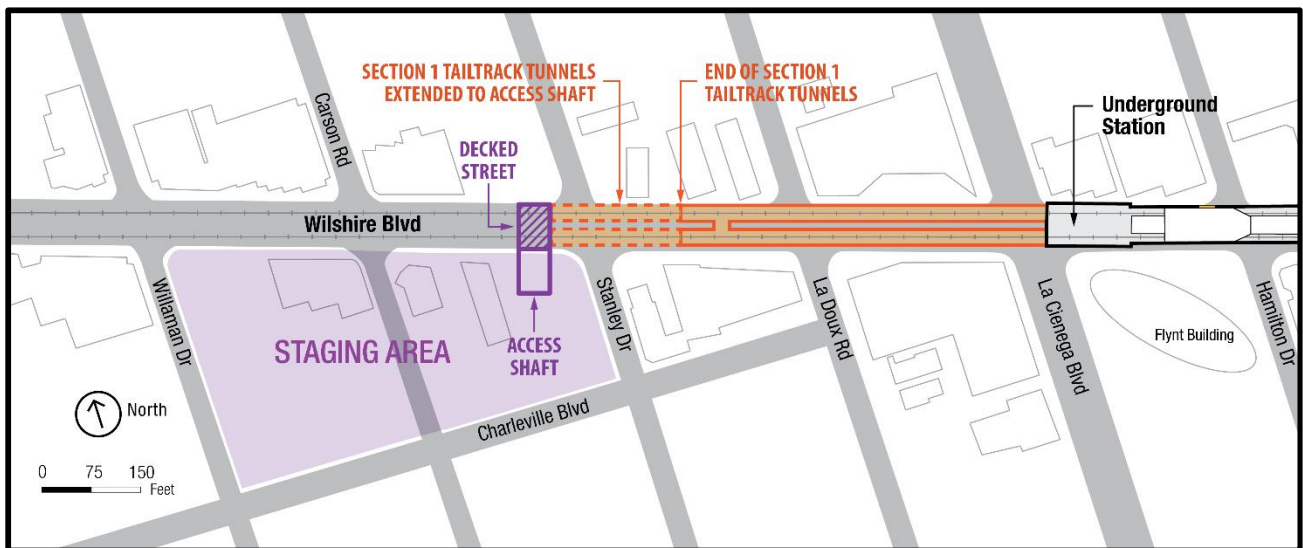 SECTION 1 TAILTRACK TUNNELS
EXTENDED TO ACCESS SHAFT
END OF SECTION 1
TAILTRACK TUNNELS
Underground
Station
Carson Rd
DECKED
STREET
Wilshire Blvd
Willaman Dr
STAGING AREA
ACCESS
SHAFT
Stanley Dr
La Doux Rd
La Cienega Blvd
Flynt Building
Hamilton Dr
Charleville Blvd
North
0 75 150
Feet